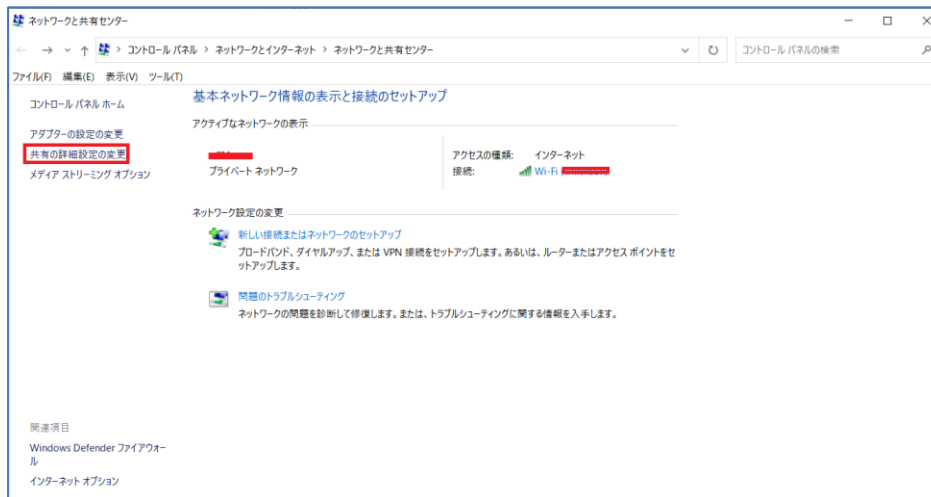 ネットワークと共有センター
コントロール パネル > ネットワークとインターネット > ネットワークと共有センター
コントロール パネルの検索
ファイル(F) 編集(E) 表示(V) ツール(T)
コントロール パネル ホーム
アダプターの設定の変更
共有の詳細設定の変更
メディア ストリーミング オプション
基本ネットワーク情報の表示と接続のセットアップ
アクティブなネットワークの表示
プライベート ネットワーク
アクセスの種類: インターネット
接続: Wi-Fi
ネットワーク設定の変更
新しい接続またはネットワークのセットアップ
ブロードバンド、ダイヤルアップ、または VPN 接続をセットアップします。あるいは、ルーターまたはアクセス ポイントをセ
ットアップします。
問題のトラブルシューティング
ネットワークの問題を診断して修復します。または、トラブルシューティングに関する情報を入手します。
関連項目
Windows Defender ファイアウォー
ル
インターネット オプション